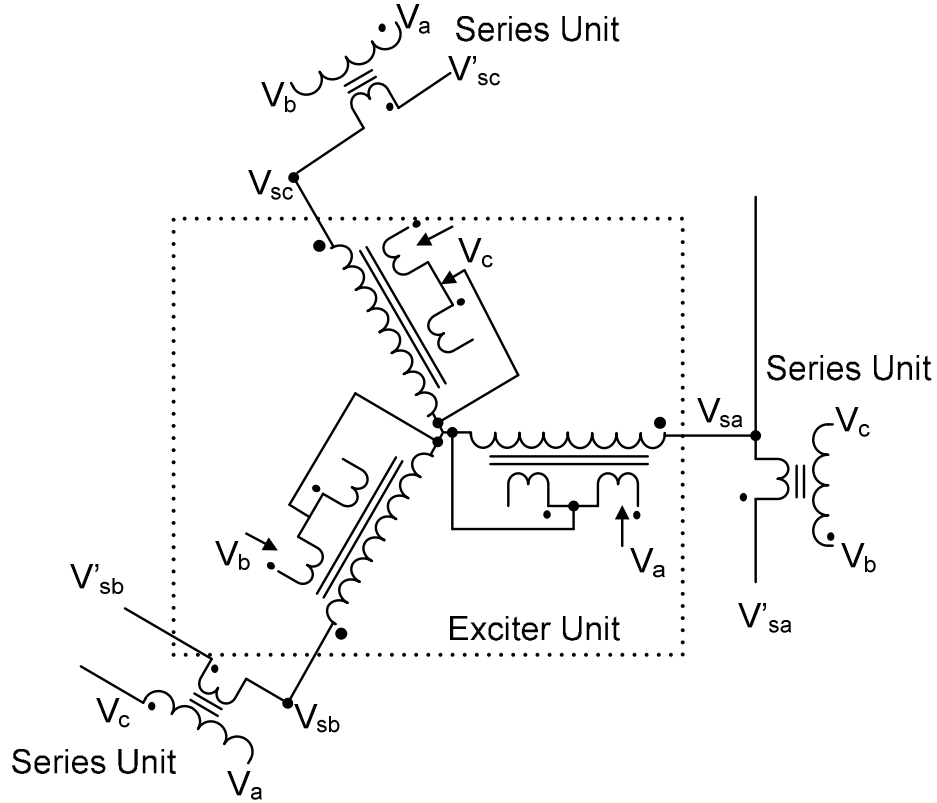 Va
Series Unit
V'sc
Vb
Vsc
Vc
Series Unit
Vsa
Vc
Vb
Va
Vb
V'sb
V'sa
Exciter Unit
Vc
Vsb
Series Unit
Va